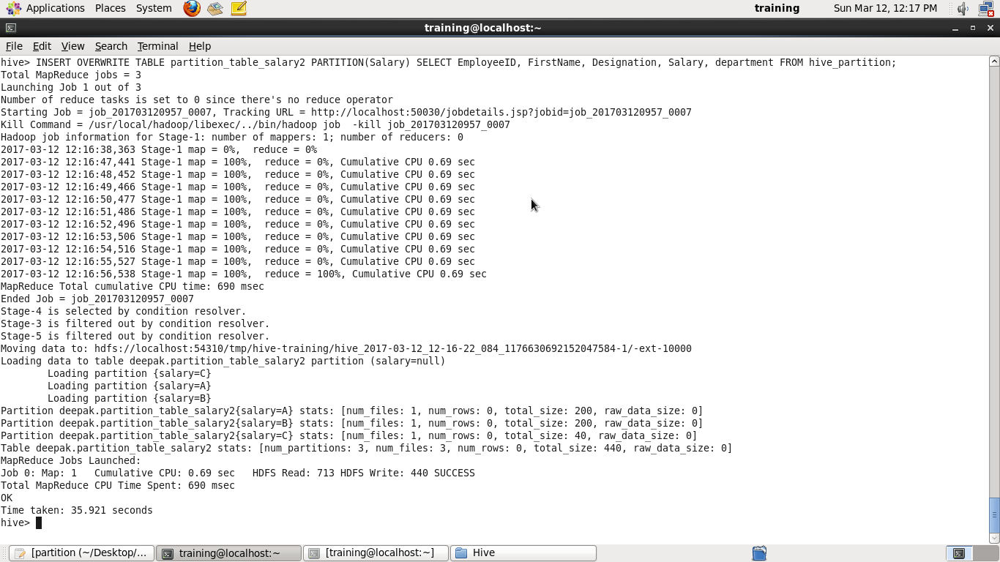 Applications Places System training Sun Mar 12, 12:17 PM
training@localhost:~
File Edit View Search Terminal Help
hive> INSERT OVERWRITE TABLE partition_table_salary2 PARTITION(Salary) SELECT EmployeeID, FirstName, Designation, Salary, department FROM hive_partition;
Total MapReduce jobs = 3
Launching Job 1 out of 3
Number of reduce tasks is set to 0 since there's no reduce operator
Starting Job = job_201703120957_0007, Tracking URL = http://localhost:50030/jobdetails.jsp?jobid=job_201703120957_0007
Kill Command = /usr/local/hadoop/libexec/../bin/hadoop job  -kill job_201703120957_0007
Hadoop job information for Stage-1: number of mappers: 1; number of reducers: 0
2017-03-12 12:16:38,363 Stage-1 map = 0%,  reduce = 0%
2017-03-12 12:16:47,441 Stage-1 map = 100%,  reduce = 0%, Cumulative CPU 0.69 sec
2017-03-12 12:16:48,452 Stage-1 map = 100%,  reduce = 0%, Cumulative CPU 0.69 sec
2017-03-12 12:16:49,466 Stage-1 map = 100%,  reduce = 0%, Cumulative CPU 0.69 sec
2017-03-12 12:16:50,477 Stage-1 map = 100%,  reduce = 0%, Cumulative CPU 0.69 sec
2017-03-12 12:16:51,486 Stage-1 map = 100%,  reduce = 0%, Cumulative CPU 0.69 sec
2017-03-12 12:16:52,496 Stage-1 map = 100%,  reduce = 0%, Cumulative CPU 0.69 sec
2017-03-12 12:16:53,506 Stage-1 map = 100%,  reduce = 0%, Cumulative CPU 0.69 sec
2017-03-12 12:16:54,516 Stage-1 map = 100%,  reduce = 0%, Cumulative CPU 0.69 sec
2017-03-12 12:16:55,527 Stage-1 map = 100%,  reduce = 0%, Cumulative CPU 0.69 sec
2017-03-12 12:16:56,538 Stage-1 map = 100%,  reduce = 100%, Cumulative CPU 0.69 sec
MapReduce Total cumulative CPU time: 690 msec
Ended Job = job_201703120957_0007
Stage-4 is selected by condition resolver.
Stage-3 is filtered out by condition resolver.
Stage-5 is filtered out by condition resolver.
Moving data to: hdfs://localhost:54310/tmp/hive-training/hive_2017-03-12_12-16-22_084_1176630692152047584-1/-ext-10000
Loading data to table deepak.partition_table_salary2 partition (salary=null)
Loading partition {salary=C}
Loading partition {salary=A}
Loading partition {salary=B}
Partition deepak.partition_table_salary2{salary=A} stats: [num_files: 1, num_rows: 0, total_size: 200, raw_data_size: 0]
Partition deepak.partition_table_salary2{salary=B} stats: [num_files: 1, num_rows: 0, total_size: 200, raw_data_size: 0]
Partition deepak.partition_table_salary2{salary=C} stats: [num_files: 1, num_rows: 0, total_size: 40, raw_data_size: 0]
Table deepak.partition_table_salary2 stats: [num_partitions: 3, num_files: 3, num_rows: 0, total_size: 440, raw_data_size: 0]
MapReduce Jobs Launched:
Job 0: Map: 1   Cumulative CPU: 0.69 sec   HDFS Read: 713 HDFS Write: 440 SUCCESS
Total MapReduce CPU Time Spent: 690 msec
OK
Time taken: 35.921 seconds
hive>
[partition (~/Desktop/... training@localhost:~ [training@localhost:~] Hive